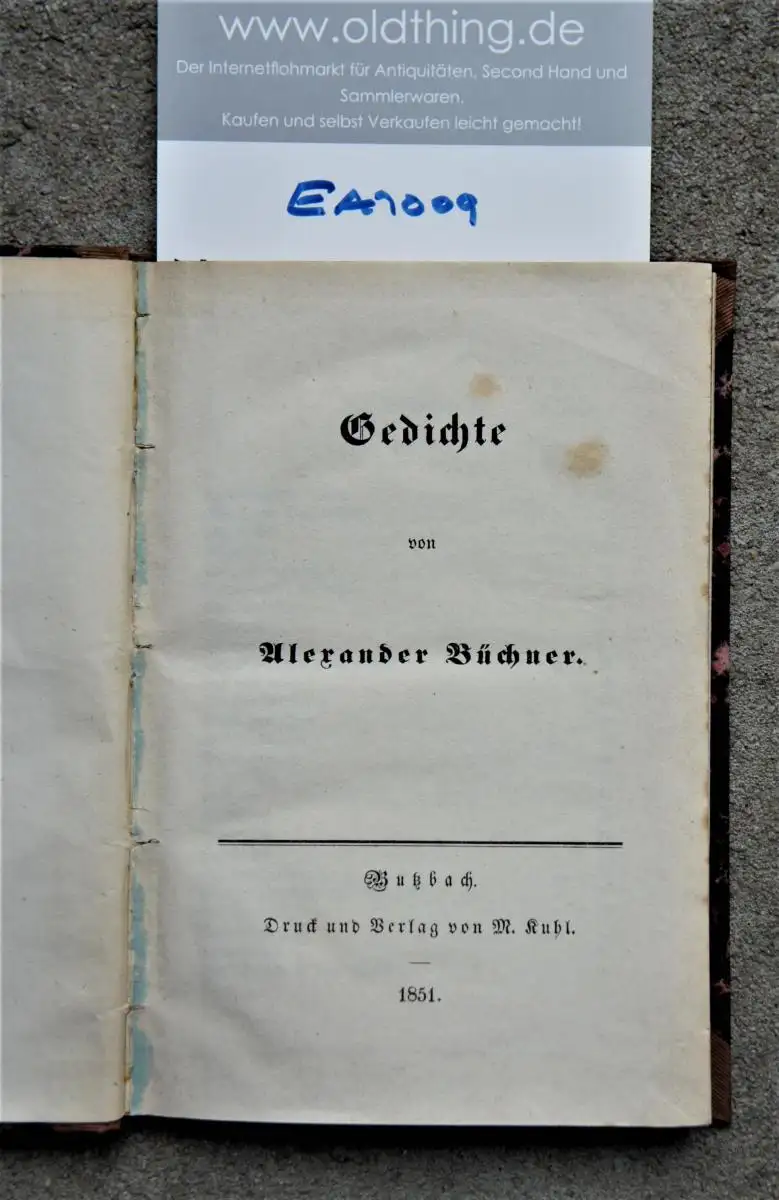 www.oldthing.de
Der Internetflohmarkt für Antiquitäten, Second Hand und
Sammlerwaren.
Kaufen und selbst Verkaufen leicht gemacht!
EA1009
Gedichte
von
Alexander Büchner.
Butzbach.
Druck und Verlag von M. Kuhl.
1851.